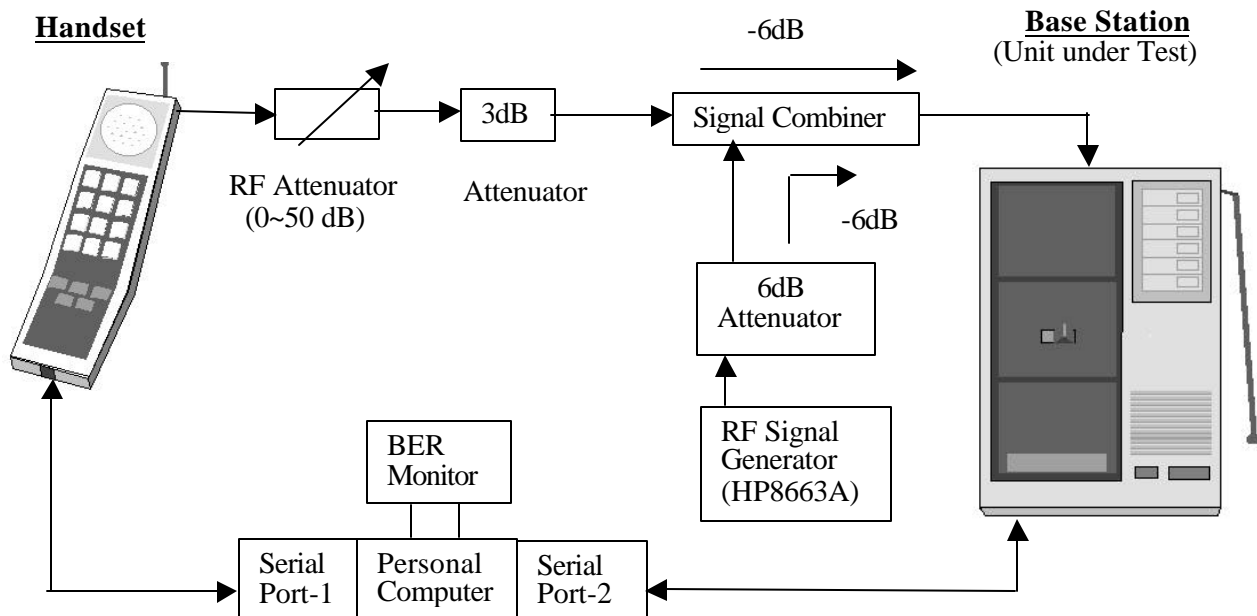 Handset
-6dB
Base Station
(Unit under Test)
3dB
Signal Combiner
RF Attenuator
(0~50 dB)
Attenuator
-6dB
6dB
Attenuator
BER
Monitor
RF Signal
Generator
(HP8663A)
Serial
Port-1
Personal
Computer
Serial
Port-2